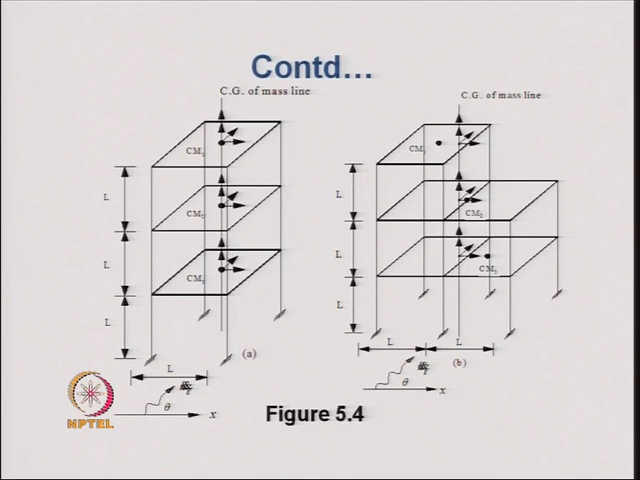 Contd...
C.G. of mass line
C.G. of mass line
CM1
CM1
L
L
CM2
CM2
L
L
CM3
CM3
L
L
(a)
L
L
L
(b)
θ
x
θ
x
NPTEL
Figure 5.4